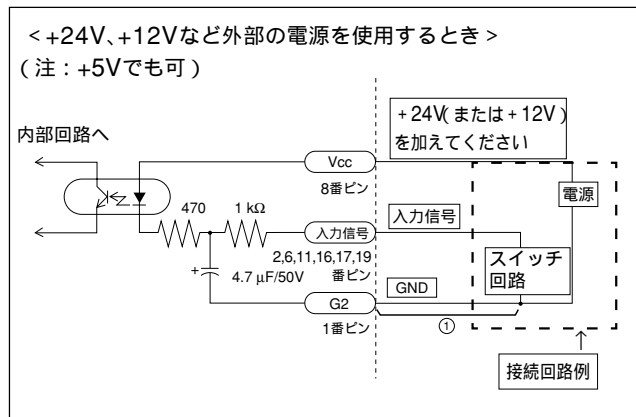 <+24V、+12Vなど外部の電源を使用するとき>
(注:+5Vでも可)
+24V(または+12V)
を加えてください
内部回路へ
Vcc
8番ピン
電源
470
1 kΩ
入力信号
入力信号
2,6,11,16,17,19
番ピン
スイッチ
回路
+
4.7 μF/50V
G2
GND
1番ピン
①
接続回路例